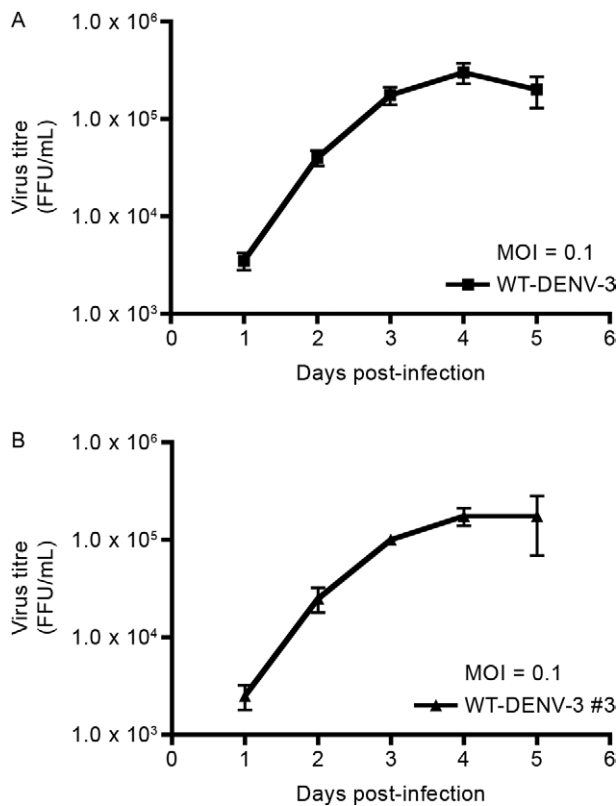 A
1.0 x 10⁶
1.0 x 10⁵
1.0 x 10⁴
1.0 x 10³
Virus titre
(FFU/mL)
MOI = 0.1
WT-DENV-3
0 1 2 3 4 5 6
Days post-infection
B
1.0 x 10⁶
1.0 x 10⁵
1.0 x 10⁴
1.0 x 10³
Virus titre
(FFU/mL)
MOI = 0.1
WT-DENV-3 #3
0 1 2 3 4 5 6
Days post-infection